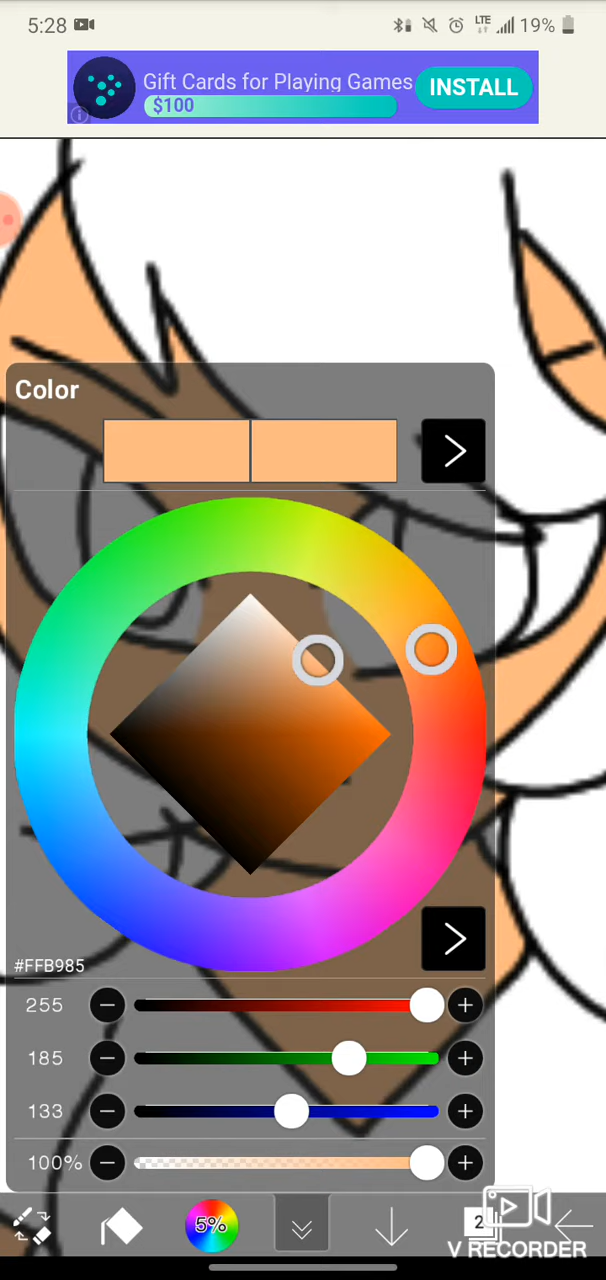 5:28
LTE
19%
Gift Cards for Playing Games
$100
INSTALL
Color
#FFB985
255
185
133
100%
5%
2
V RECORDER